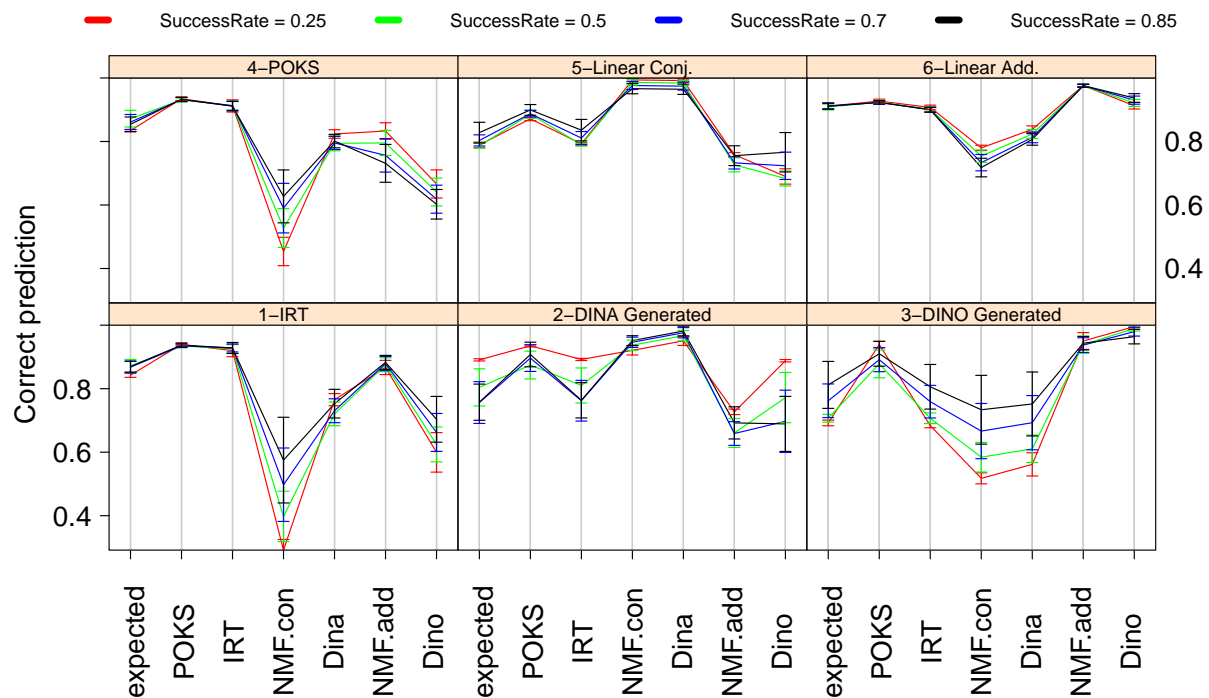 SuccessRate = 0.25 SuccessRate = 0.5 SuccessRate = 0.7 SuccessRate = 0.85
4−POKS 5−Linear Conj. 6−Linear Add.
0.8
0.6
0.4
1−IRT 2−DINA Generated 3−DINO Generated
0.8
0.6
0.4
Correct prediction
expected POKS IRT NMF.con Dina NMF.add Dino expected POKS IRT NMF.con Dina NMF.add Dino expected POKS IRT NMF.con Dina NMF.add Dino